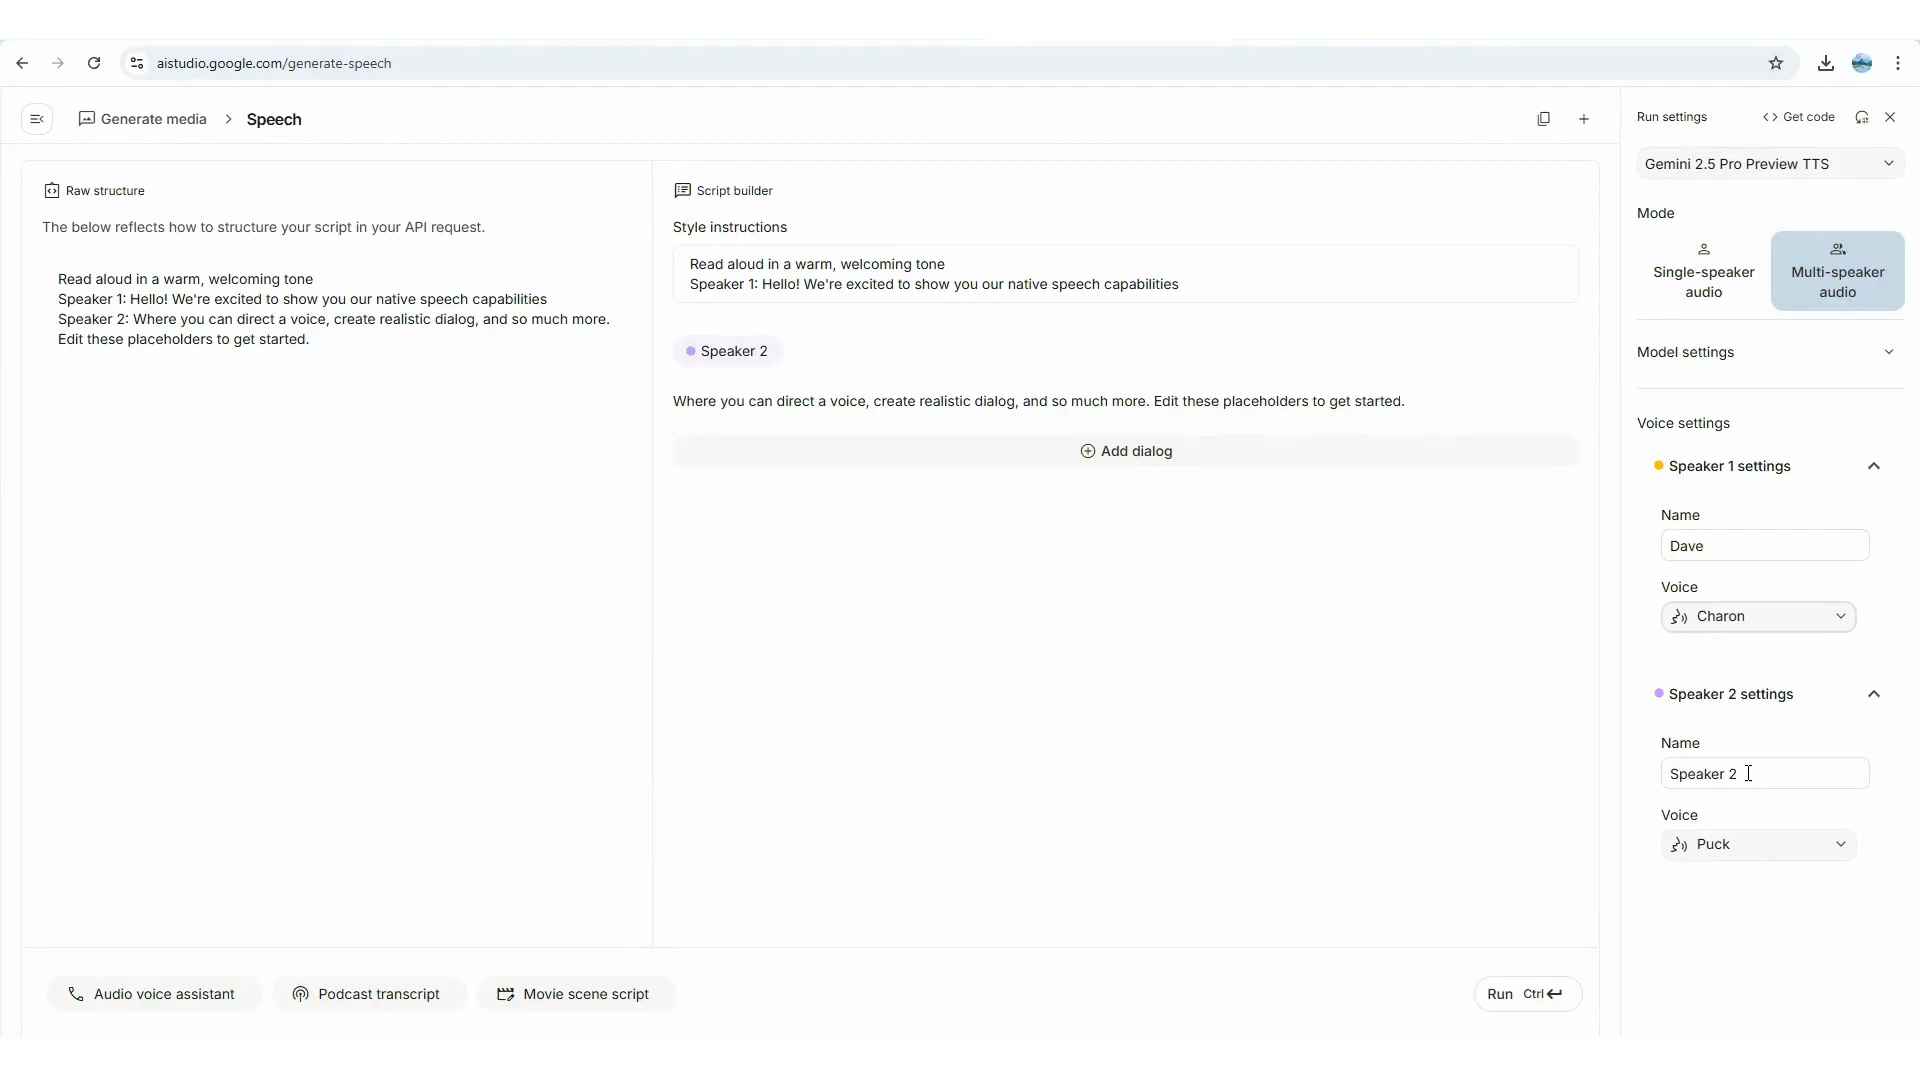 aistudio.google.com/generate-speech
Generate media > Speech
Raw structure
The below reflects how to structure your script in your API request.
Read aloud in a warm, welcoming tone
Speaker 1: Hello! We're excited to show you our native speech capabilities
Speaker 2: Where you can direct a voice, create realistic dialog, and so much more.
Edit these placeholders to get started.
Script builder
Style instructions
Read aloud in a warm, welcoming tone
Speaker 1: Hello! We're excited to show you our native speech capabilities
Speaker 2
Where you can direct a voice, create realistic dialog, and so much more. Edit these placeholders to get started.
Add dialog
Audio voice assistant
Podcast transcript
Movie scene script
Run Ctrl
Run settings
<> Get code
Gemini 2.5 Pro Preview TTS
Mode
Single-speaker
audio
Multi-speaker
audio
Model settings
Voice settings
Speaker 1 settings
Name
Dave
Voice
Charon
Speaker 2 settings
Name
Speaker 2
Voice
Puck